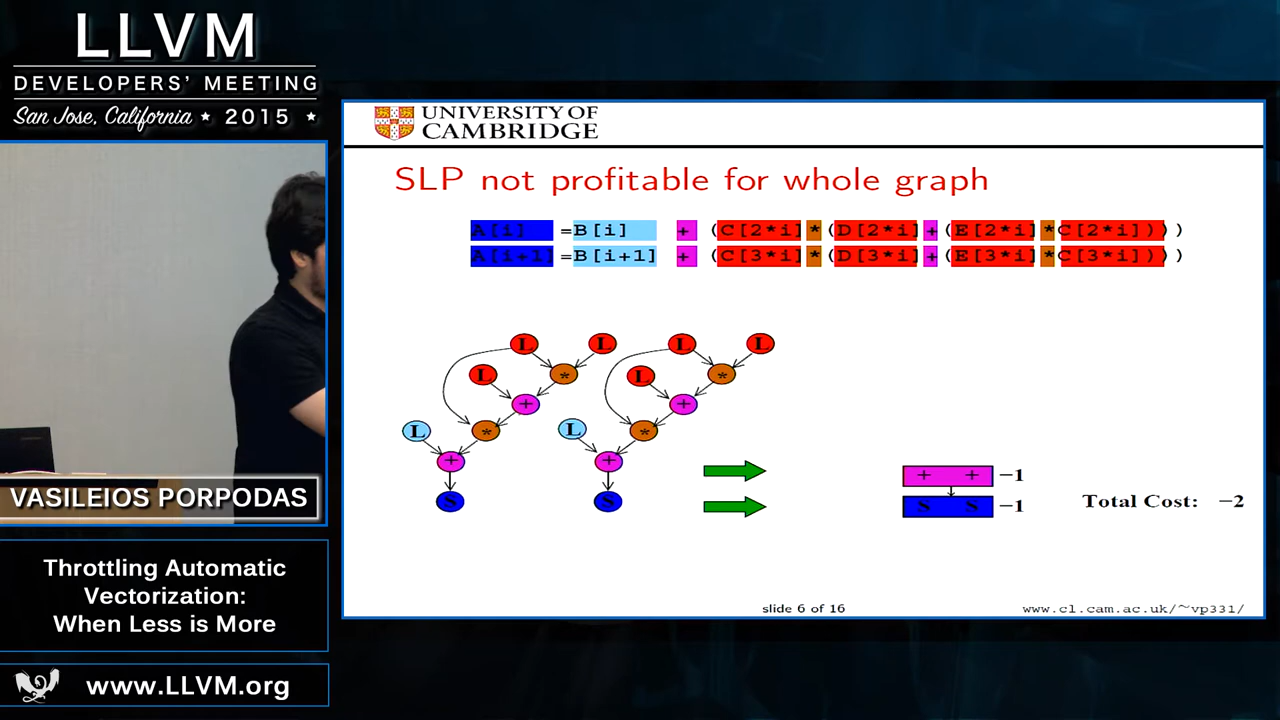 LLVM
DEVELOPERS' MEETING
San Jose, California ★ 2015 ★
UNIVERSITY OF
CAMBRIDGE
SLP not profitable for whole graph
A[i] =B[i] + (C[2*i]*(D[2*i]+(E[2*i]*C[2*i])))
A[i+1]=B[i+1] + (C[3*i]*(D[3*i]+(E[3*i]*C[3*i])))
L L L L
L * L *
+ +
L * L *
+ +
S S
+ + −1
S S −1
Total Cost: −2
slide 6 of 16
www.cl.cam.ac.uk/~vp331/
VASILEIOS PORPODAS
Throttling Automatic
Vectorization:
When Less is More
www.LLVM.org